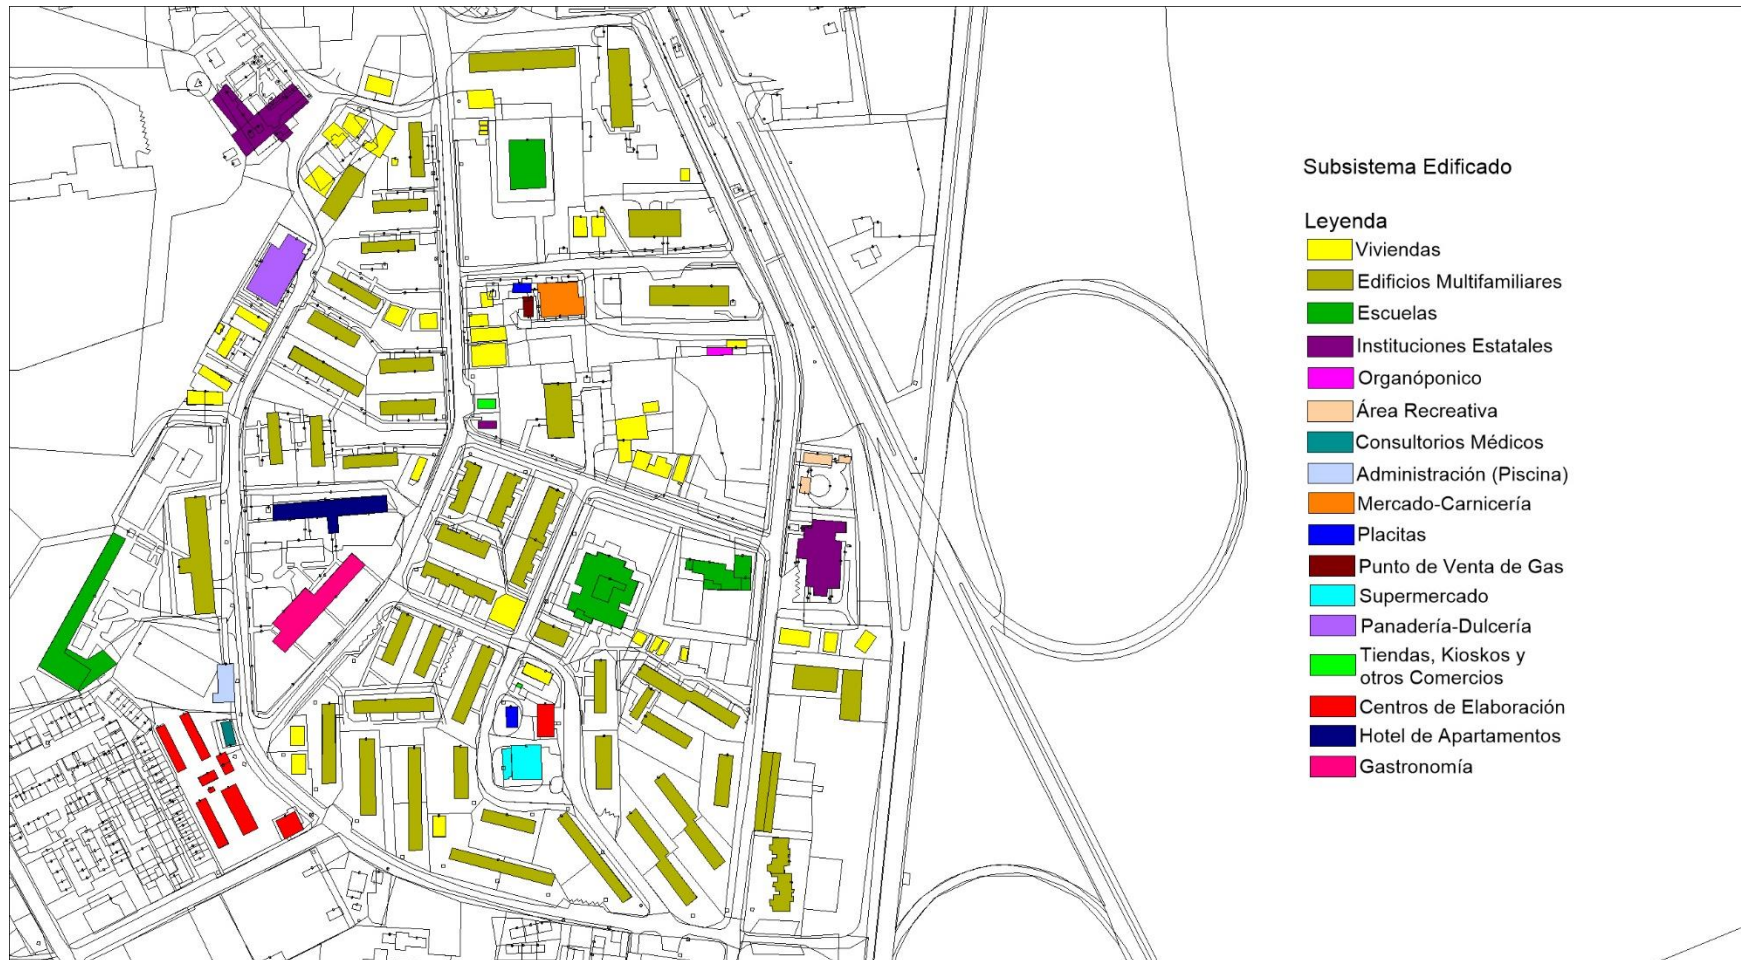 Subsistema Edificado
Leyenda
Viviendas
Edificios Multifamiliares
Escuelas
Instituciones Estatales
Organóponico
Área Recreativa
Consultorios Médicos
Administración (Piscina)
Mercado-Carnicería
Placitas
Punto de Venta de Gas
Supermercado
Panadería-Dulcería
Tiendas, Kioskos y
otros Comercios
Centros de Elaboración
Hotel de Apartamentos
Gastronomía